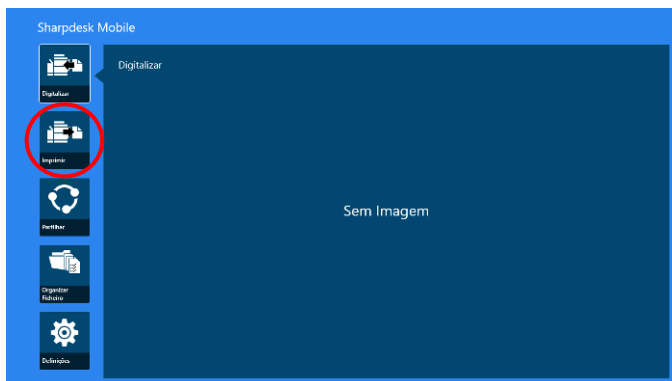 Sharpdesk Mobile
Digitalizar
Digitalizar
Imprimir
Sem Imagem
Partilhar
Organizar
Ficheiro
Definições